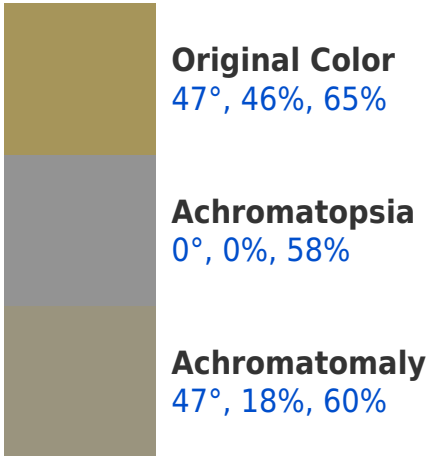 Original Color
47°, 46%, 65%
Achromatopsia
0°, 0%, 58%
Achromatomaly
47°, 18%, 60%